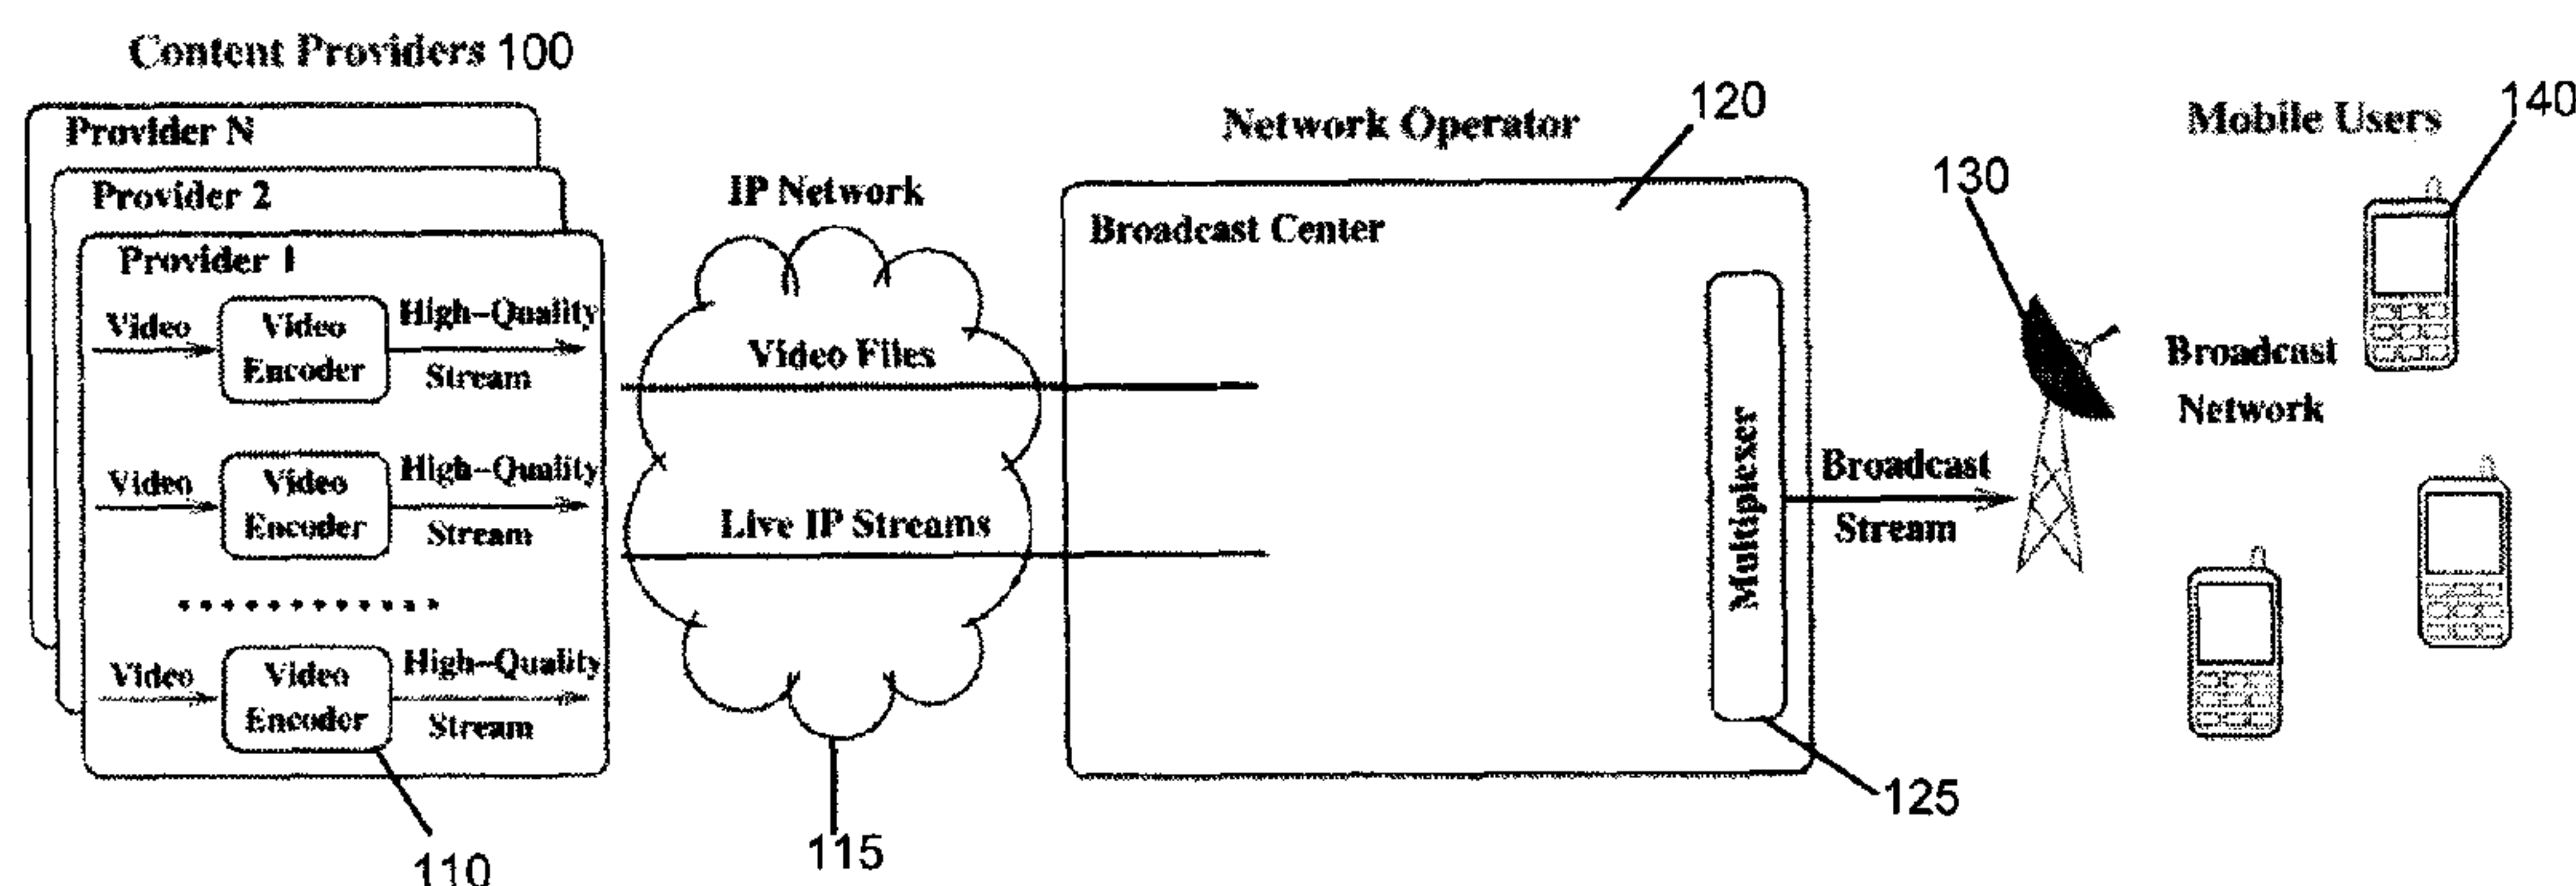 Content Providers 100
Provider N
Provider 2
Provider 1
Video
Video
Encoder
High-Quality
Stream
Video
Video
Encoder
High-Quality
Stream
Video
Video
Encoder
High-Quality
Stream
110
IP Network
Video Files
Live IP Streams
115
Network Operator
120
Broadcast Center
Multiplexer
125
Broadcast
Stream
130
Broadcast
Network
Mobile Users
140